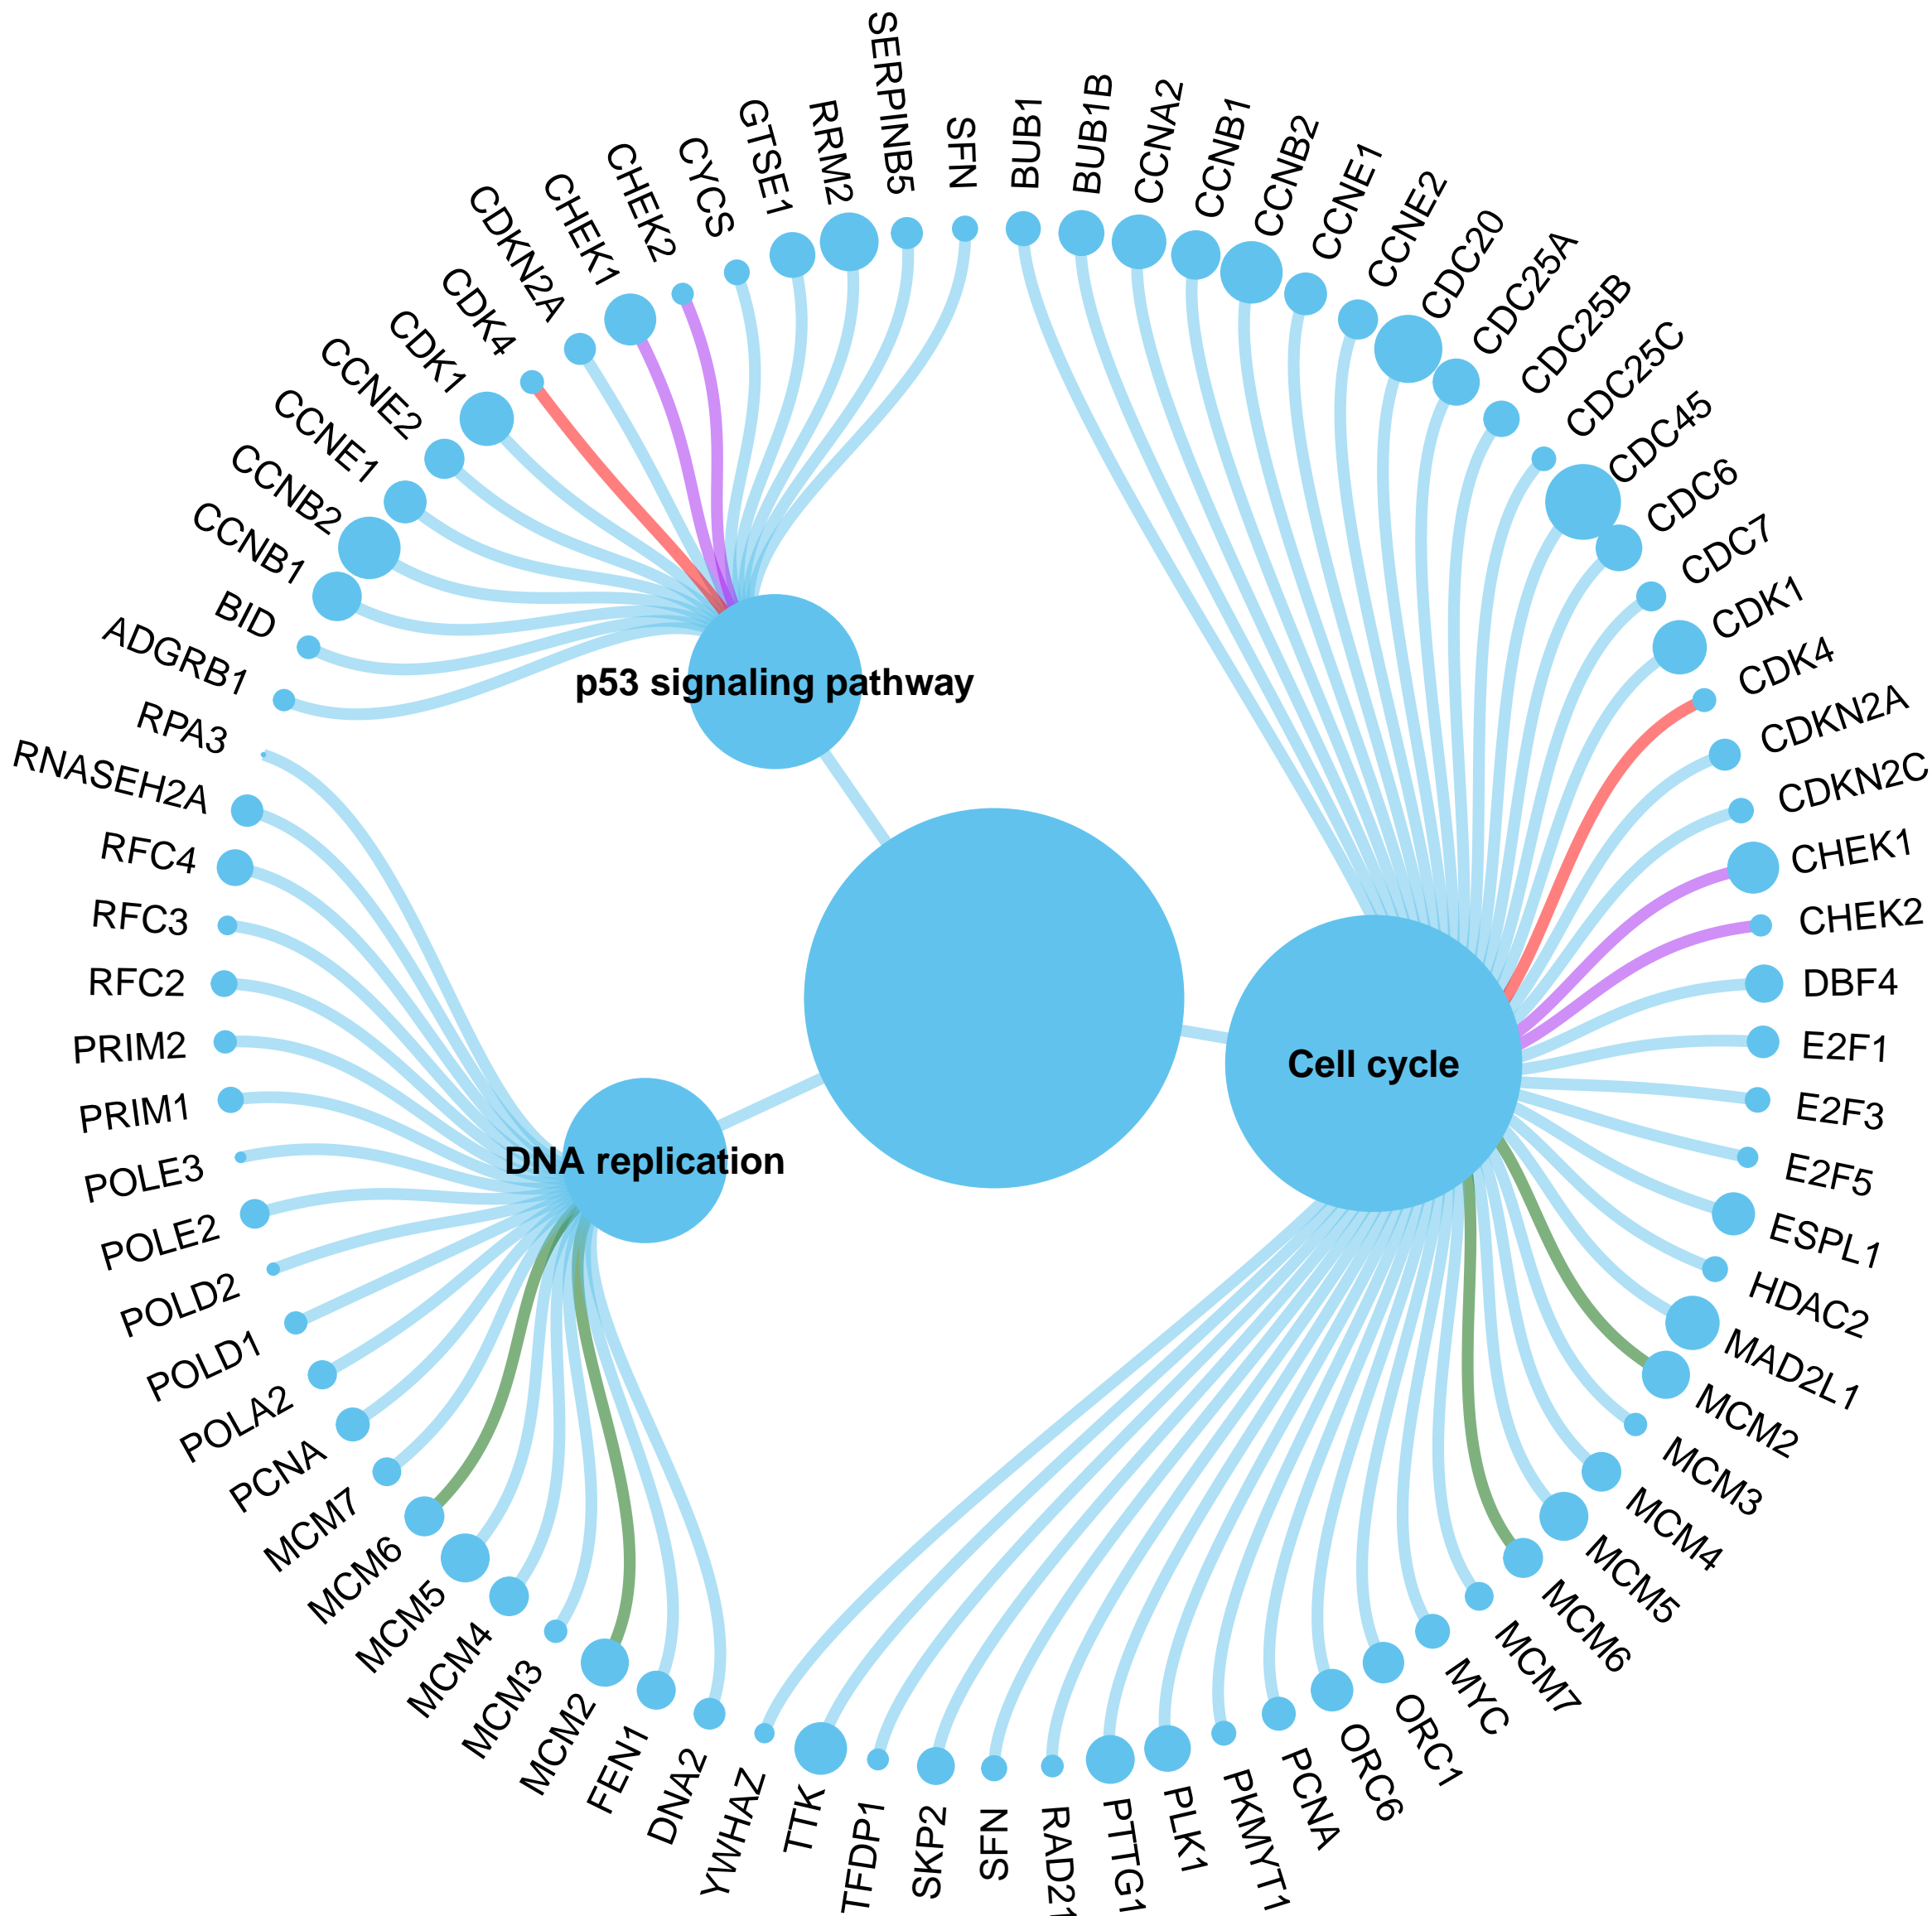 SERPINB5
SFN
BUB1
BUB1B
CCNA2
CCNB1
CCNB2
CCNE1
CCNE2
CDC20
CDC25A
CDC25B
CDC25C
CDC45
CDC6
CDC7
CDK1
CDK4
CDKN2A
CDKN2C
CHEK1
CHEK2
DBF4
E2F1
E2F3
E2F5
ESPL1
HDAC2
MAD2L1
MCM2
MCM3
MCM4
MCM5
MCM6
MCM7
MYC
ORC1
ORC6
PCNA
PKMYT1
PLK1
PTTG1
RAD21
SFN
SKP2
TFDP1
TTK
YWHAZ
DNA2
FEN1
MCM2
MCM3
MCM4
MCM5
MCM6
MCM7
PCNA
POLA2
POLD1
POLD2
POLE2
POLE3
PRIM1
PRIM2
RFC2
RFC3
RFC4
RNASEH2A
RPA3
ADGRB1
BID
CCNB1
CCNB2
CCNE1
CCNE2
CDK1
CDK4
CDKN2A
CHEK1
CHEK2
CYCS
GTSE1
RRM2
p53 signaling pathway
Cell cycle
DNA replication